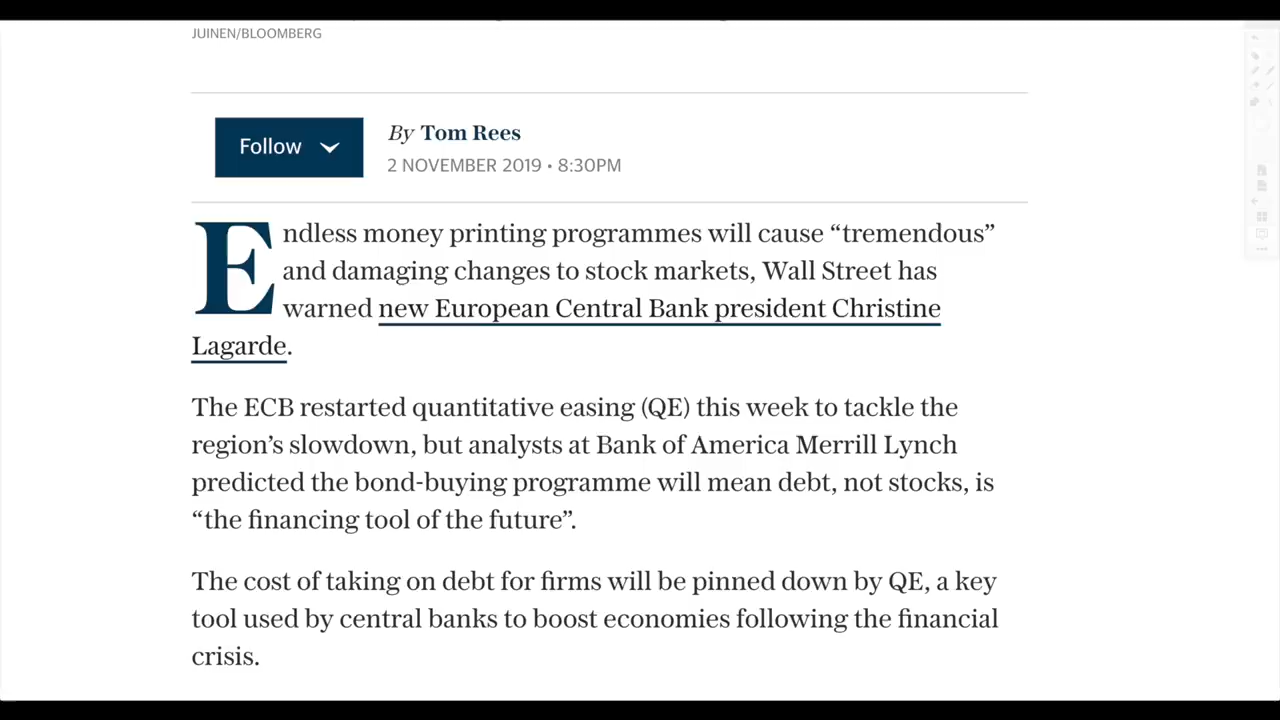 JUINEN/BLOOMBERG
Follow
By Tom Rees
2 NOVEMBER 2019 • 8:30PM
Endless money printing programmes will cause “tremendous”
and damaging changes to stock markets, Wall Street has
warned new European Central Bank president Christine
Lagarde.
The ECB restarted quantitative easing (QE) this week to tackle the
region’s slowdown, but analysts at Bank of America Merrill Lynch
predicted the bond-buying programme will mean debt, not stocks, is
“the financing tool of the future”.
The cost of taking on debt for firms will be pinned down by QE, a key
tool used by central banks to boost economies following the financial
crisis.